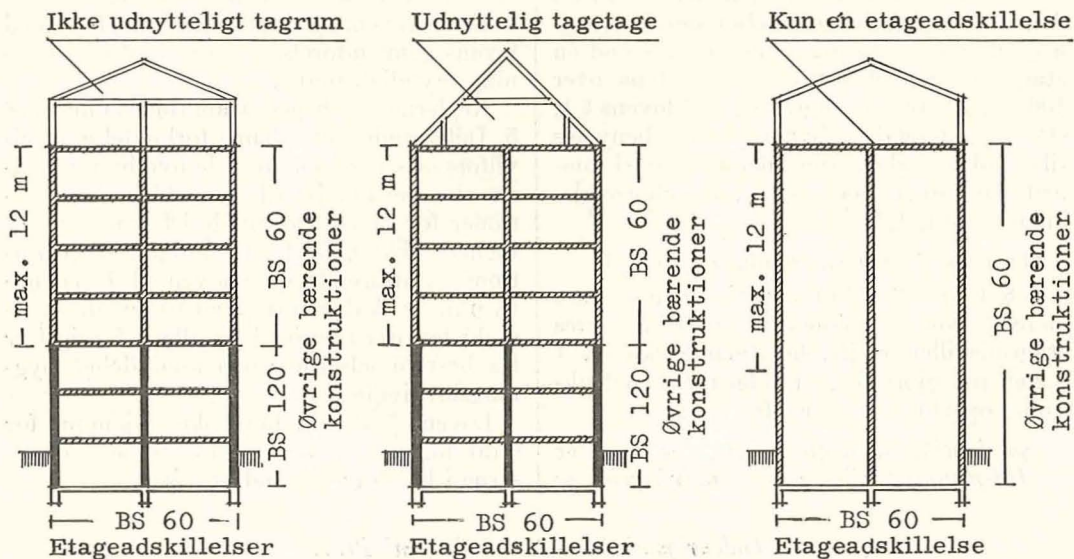 Ikke udnytteligt tagrum
max. 12 m
BS 60
BS 120
Øvrige bærende
konstruktioner
BS 60
Etageadskillelser
Udnyttelig tagetage
max. 12 m
BS 60
BS 120
Øvrige bærende
konstruktioner
BS 60
Etageadskillelser
Kun en etageadskillelse
max. 12 m
BS 60
Øvrige bærende
konstruktioner
BS 60
Etageadskillelse